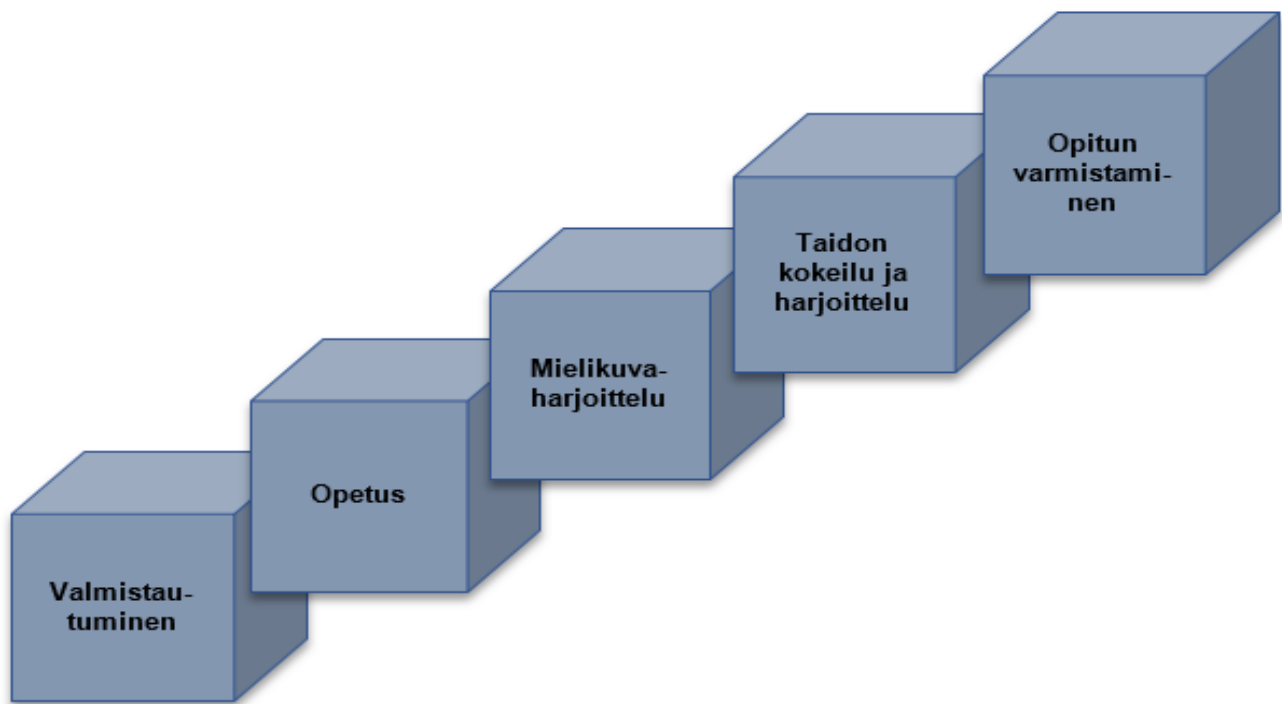 Valmistau-
tuminen
Opetus
Mielikuva-
harjoittelu
Taidon
kokeilu ja
harjoittelu
Opitun
varmistami-
nen